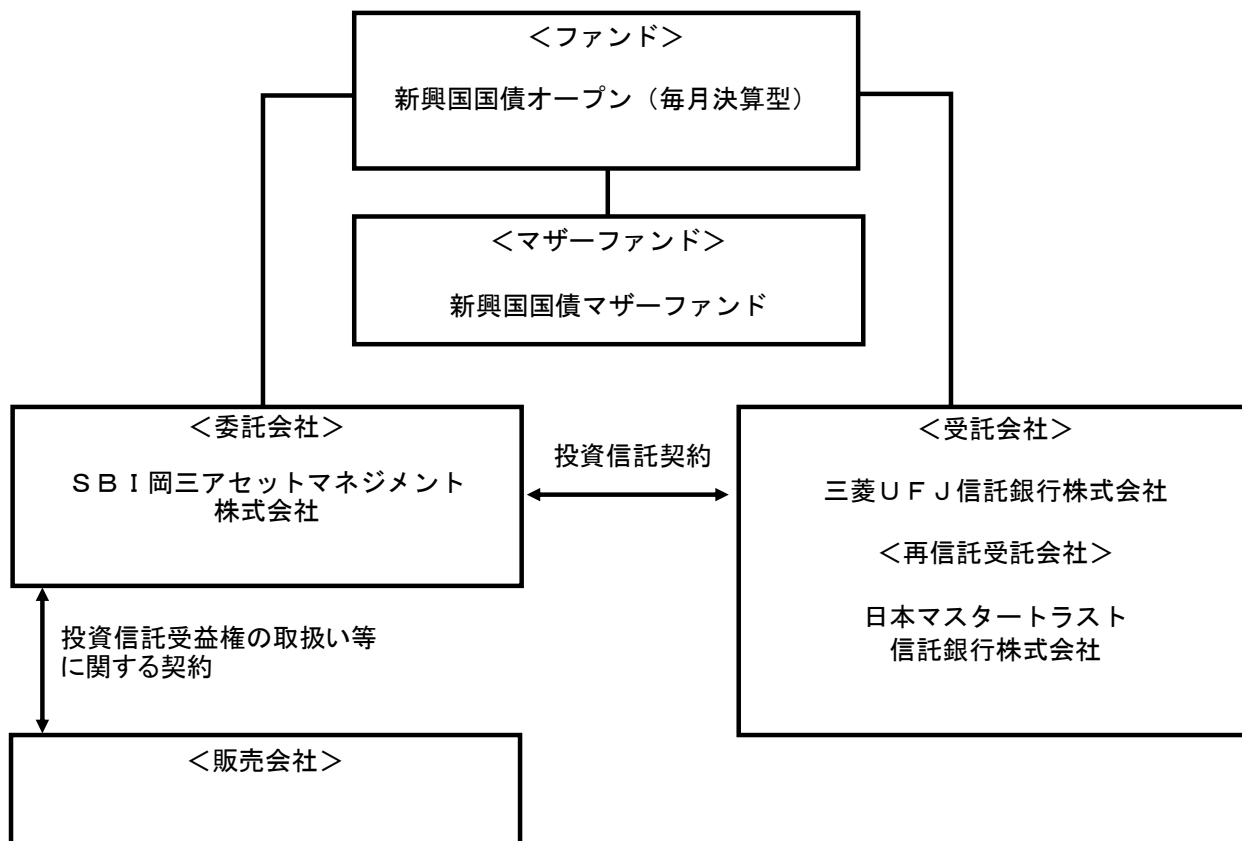 ＜ファンド＞
新興国国債オープン（毎月決算型）
＜マザーファンド＞
新興国国債マザーファンド
＜委託会社＞
ＳＢＩ岡三アセットマネジメント
株式会社
投資信託契約
＜受託会社＞
三菱ＵＦＪ信託銀行株式会社
＜再信託受託会社＞
日本マスタートラスト
信託銀行株式会社
投資信託受益権の取扱い等
に関する契約
＜販売会社＞